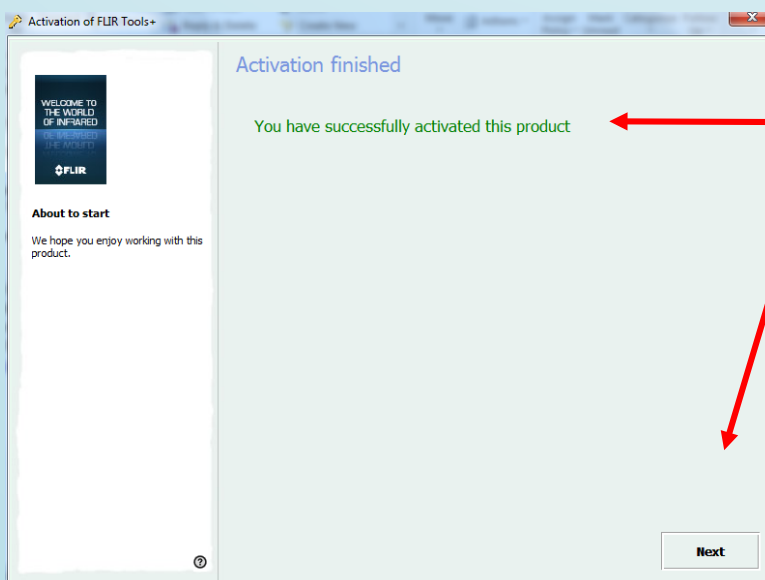 Activation of FLIR Tools+
Activation finished
You have successfully activated this product
WELCOME TO
THE WORLD
OF INFRARED
FLIR
About to start
We hope you enjoy working with this
product.
Next